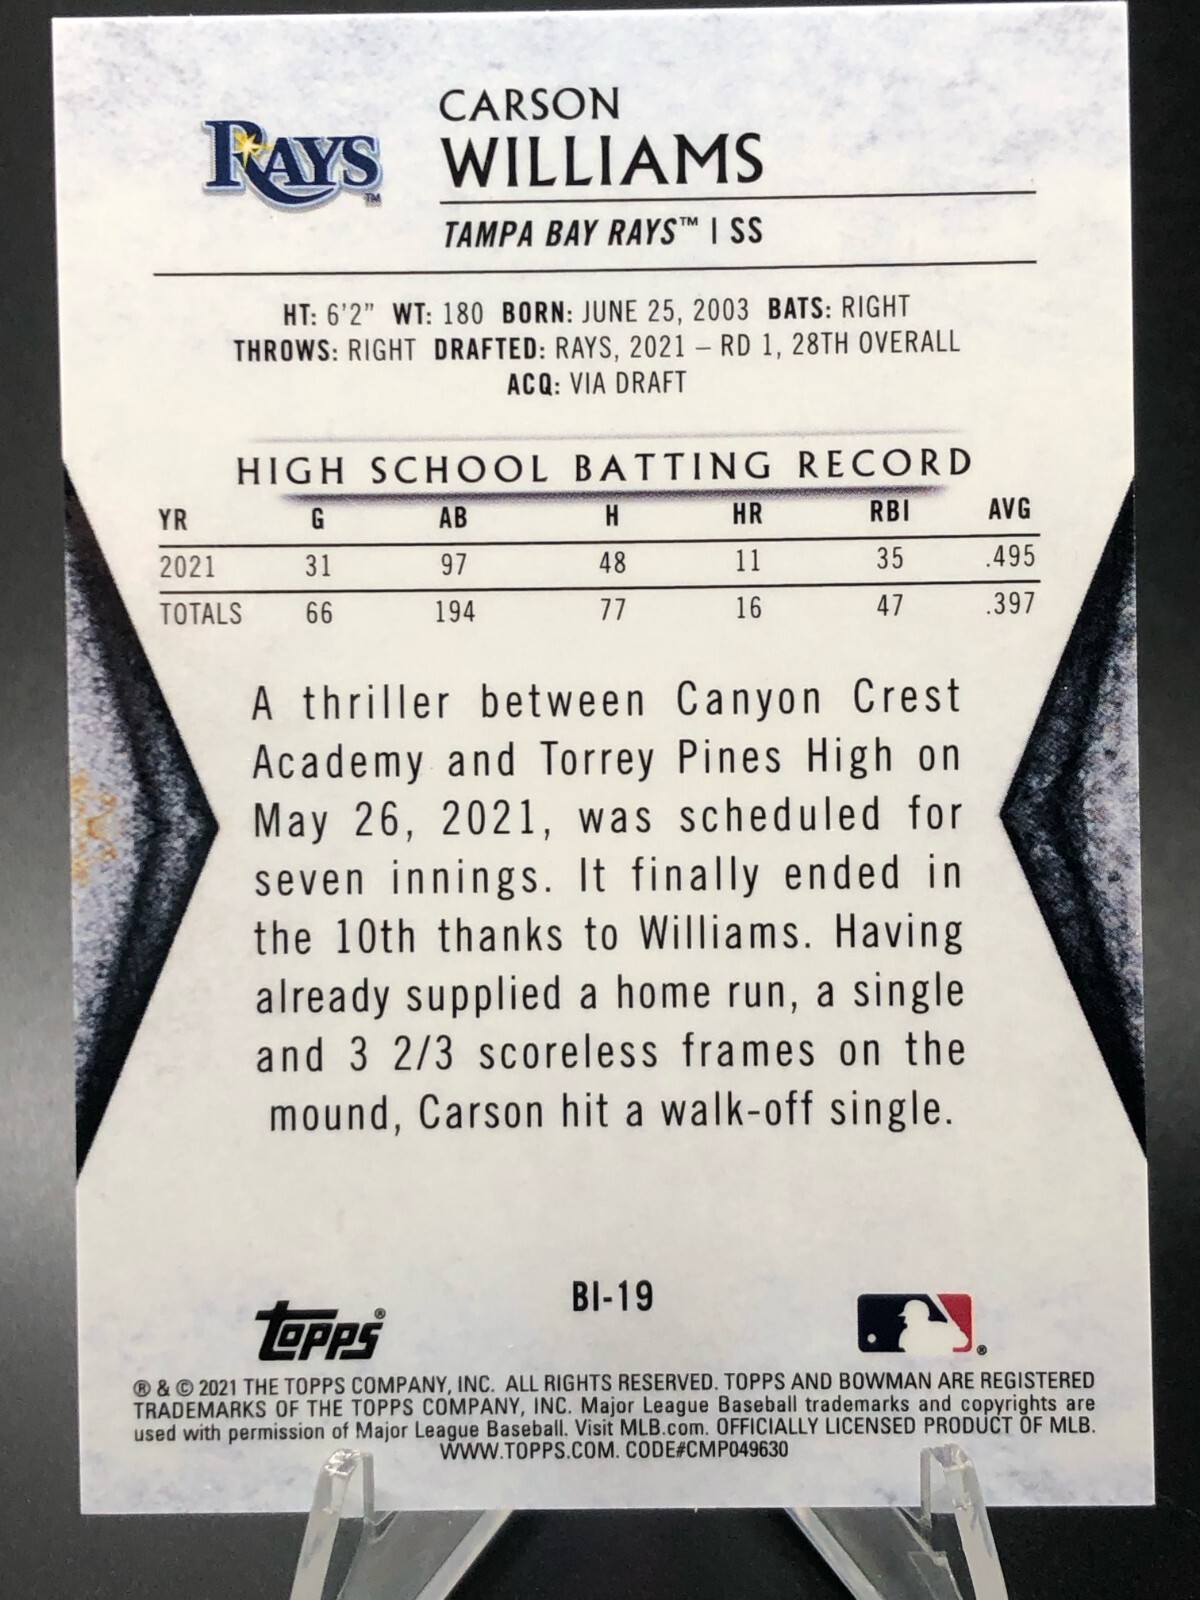 RAYS™
CARSON
WILLIAMS
TAMPA BAY RAYS™ | SS
HT: 6'2" WT: 180 BORN: JUNE 25, 2003 BATS: RIGHT
THROWS: RIGHT DRAFTED: RAYS, 2021 – RD 1, 28TH OVERALL
ACQ: VIA DRAFT
HIGH SCHOOL BATTING RECORD
YR G AB H HR RBI AVG
2021 31 97 48 11 35 .495
TOTALS 66 194 77 16 47 .397
A thriller between Canyon Crest
Academy and Torrey Pines High on
May 26, 2021, was scheduled for
seven innings. It finally ended in
the 10th thanks to Williams. Having
already supplied a home run, a single
and 3 2/3 scoreless frames on the
mound, Carson hit a walk-off single.
BI-19
topps®
®
® & © 2021 THE TOPPS COMPANY, INC. ALL RIGHTS RESERVED. TOPPS AND BOWMAN ARE REGISTERED
TRADEMARKS OF THE TOPPS COMPANY, INC. Major League Baseball trademarks and copyrights are
used with permission of Major League Baseball. Visit MLB.com. OFFICIALLY LICENSED PRODUCT OF MLB.
WWW.TOPPS.COM. CODE#CMP049630